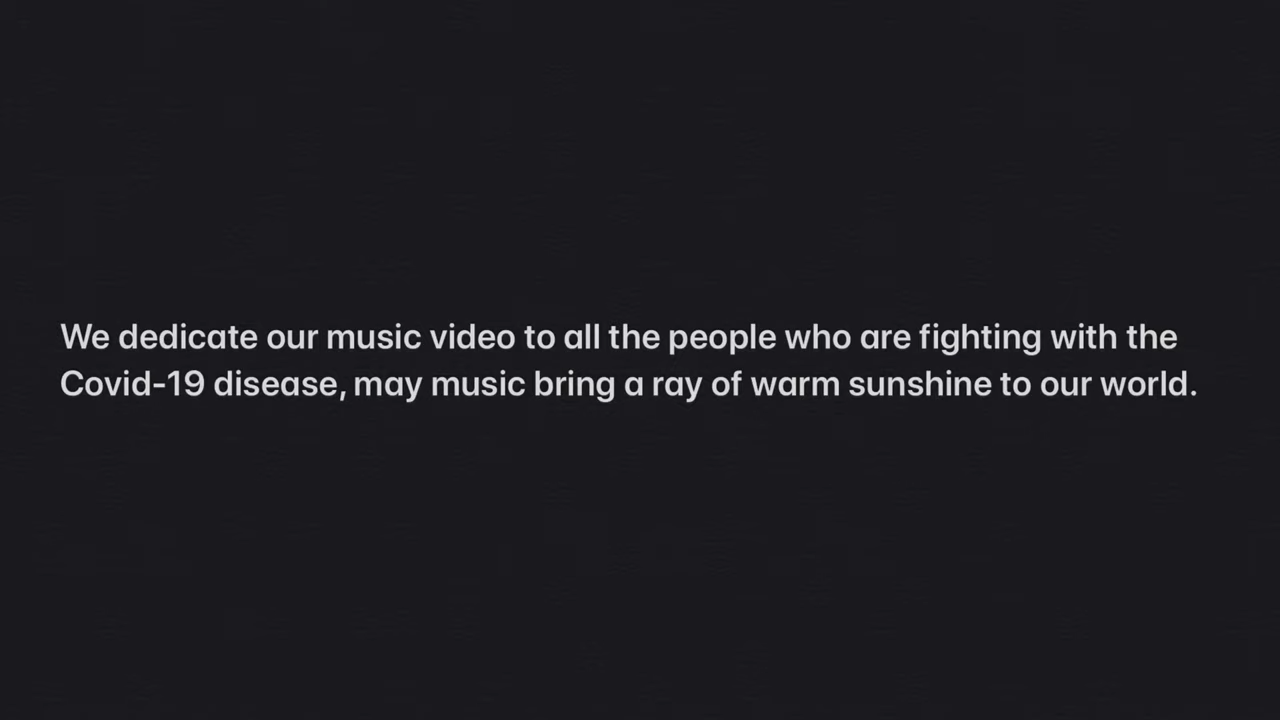 We dedicate our music video to all the people who are fighting with the
Covid-19 disease, may music bring a ray of warm sunshine to our world.